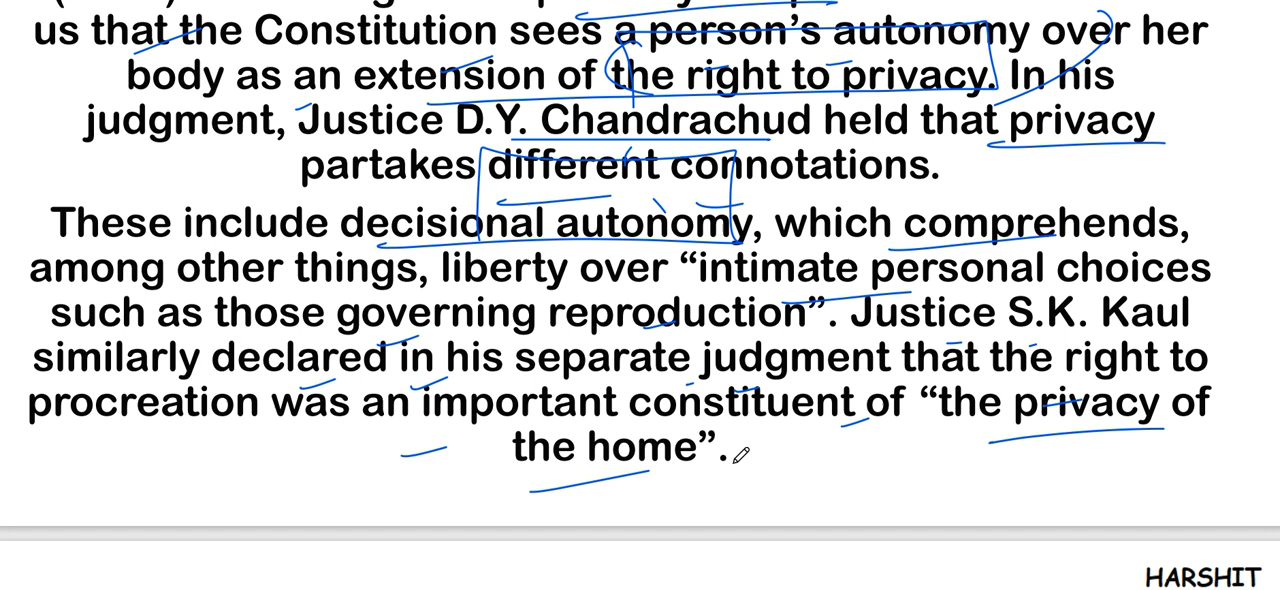 us that the Constitution sees a person’s autonomy over her
body as an extension of the right to privacy. In his
judgment, Justice D.Y. Chandrachud held that privacy
partakes different connotations.
These include decisional autonomy, which comprehends,
among other things, liberty over “intimate personal choices
such as those governing reproduction”. Justice S.K. Kaul
similarly declared in his separate judgment that the right to
procreation was an important constituent of “the privacy of
the home”.
HARSHIT